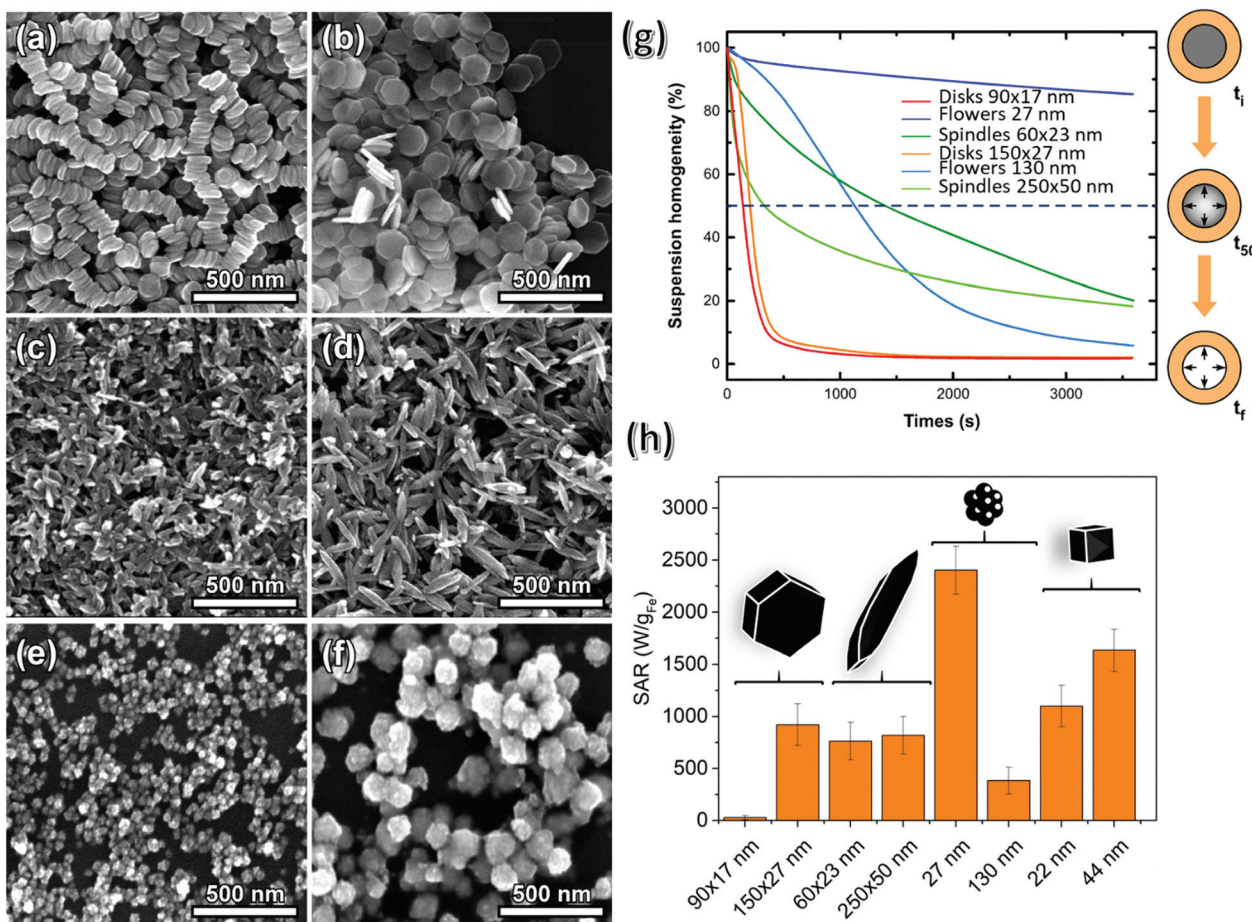 (a)
500 nm
(b)
500 nm
(c)
500 nm
(d)
500 nm
(e)
500 nm
(f)
500 nm
(g)
Suspension homogeneity (%)
100
80
60
40
20
0
Disks 90x17 nm
Flowers 27 nm
Spindles 60x23 nm
Disks 150x27 nm
Flowers 130 nm
Spindles 250x50 nm
0
1000
2000
3000
Times (s)
tᵢ
t₅₀
t_f
(h)
SAR (W/g_Fe)
3000
2500
2000
1500
1000
500
0
90x17 nm
150x27 nm
60x23 nm
250x50 nm
27 nm
130 nm
22 nm
44 nm